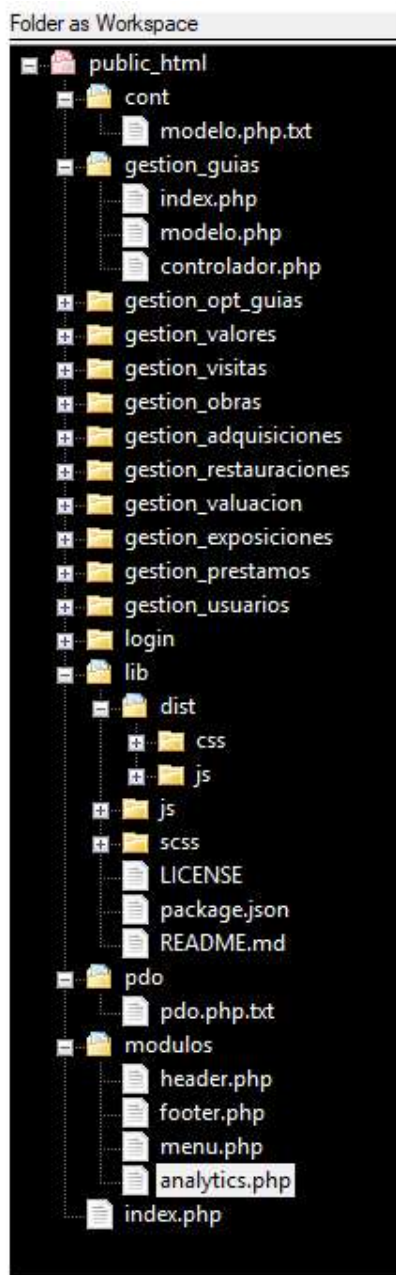 Folder as Workspace
public_html
cont
modelo.php.txt
gestion_guias
index.php
modelo.php
controlador.php
gestion_opt_guias
gestion_valores
gestion_visitas
gestion_obras
gestion_adquisiciones
gestion_restauraciones
gestion_valuacion
gestion_exposiciones
gestion_prestamos
gestion_usuarios
login
lib
dist
css
js
js
scss
LICENSE
package.json
README.md
pdo
pdo.php.txt
modulos
header.php
footer.php
menu.php
analytics.php
index.php